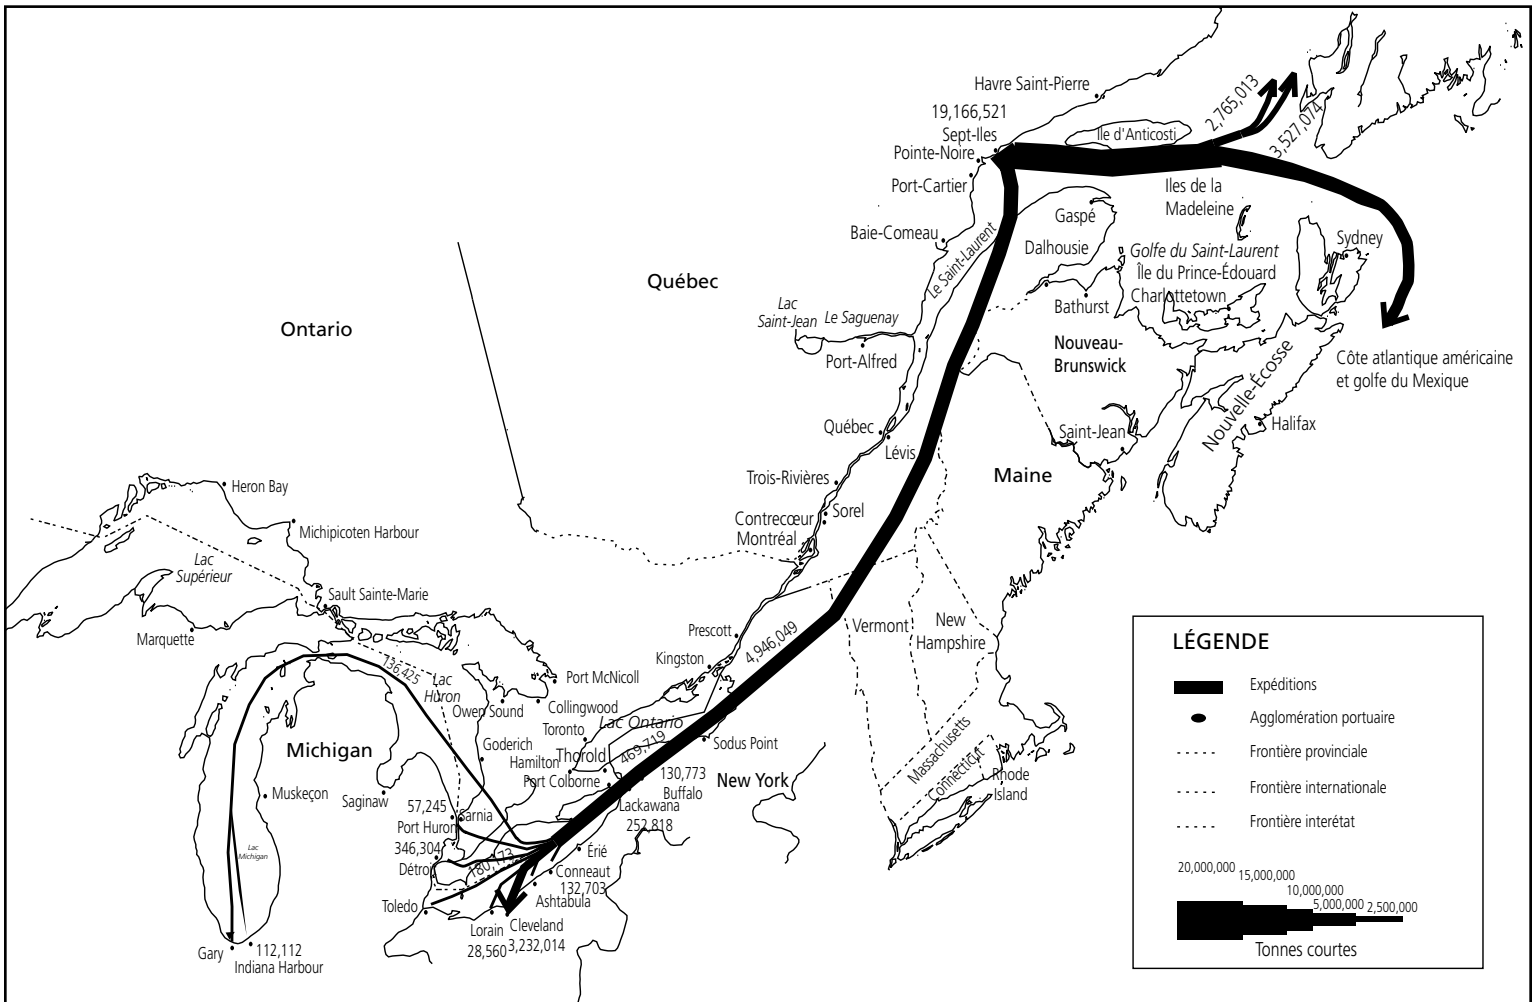 Havre Saint-Pierre
19,166,521
Sept-Iles
Pointe-Noire
Port-Cartier
Ile d'Anticosti
2,765,013
3,527,074
Iles de la
Madeleine
Gaspé
Baie-Comeau
Le Saint-Laurent
Dalhousie
Golfe du Saint-Laurent
Île du Prince-Édouard
Charlottetown
Sydney
Bathurst
Québec
Ontario
Lac
Saint-Jean
Le Saguenay
Port-Alfred
Nouveau-
Brunswick
Nouvelle-Écosse
Côte atlantique américaine
et golfe du Mexique
Halifax
Saint-Jean
Québec
Lévis
Maine
Trois-Rivières
Sorel
Contrecœur
Montréal
Heron Bay
Michipicoten Harbour
Lac
Supérieur
Sault Sainte-Marie
Marquette
Prescott
Kingston
4,946,049
Vermont
New
Hampshire
136,425
Lac
Huron
Port McNicoll
Owen Sound
Collingwood
Toronto
Lac Ontario
Michigan
Goderich
Hamilton
Thorold
469,719
Sodus Point
Port Colborne
130,773
Buffalo
New York
Massachusetts
Connecticut
Rhode
Island
Muskeçon
Saginaw
57,245
Sarnia
Port Huron
Lackawana
252,818
346,304
Détroit
180,173
Érié
Conneaut
132,703
Ashtabula
Lac
Michigan
Toledo
Lorain
28,560
Cleveland
3,232,014
Gary
112,112
Indiana Harbour
LÉGENDE
Expéditions
Agglomération portuaire
Frontière provinciale
Frontière internationale
Frontière interétat
20,000,000
15,000,000
10,000,000
5,000,000
2,500,000
Tonnes courtes